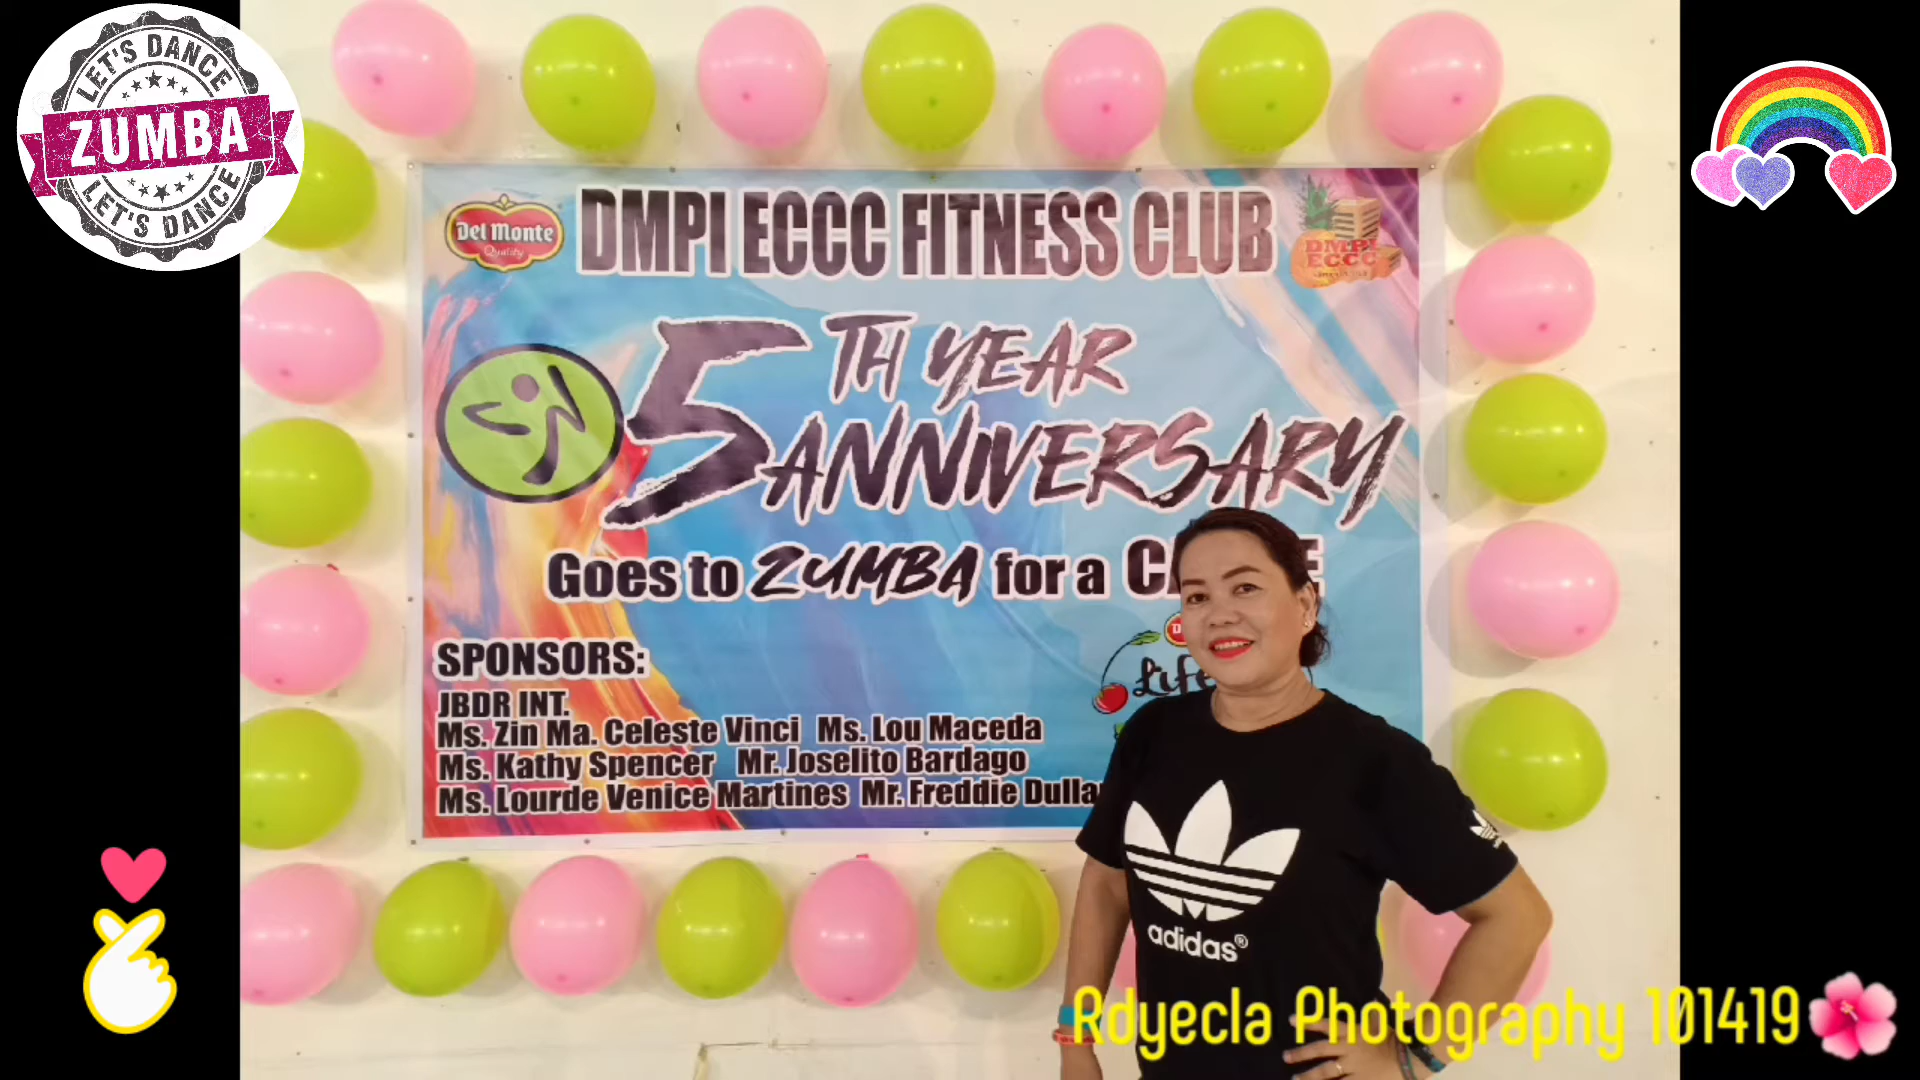 LET'S DANCE
ZUMBA
LET'S DANCE
Del Monte
Quality
DMPI ECCC FITNESS CLUB
DMPI
ECCC
5TH YEAR
ANNIVERSARY
Goes to ZUMBA for a
Life
SPONSORS:
JBDR INT.
Ms. Zin Ma. Celeste Vinci Ms. Lou Maceda
Ms. Kathy Spencer Mr. Joselito Bardago
Ms. Lourde Venice Martines Mr. Freddie
adidas®
Rdyecla Photography 101419